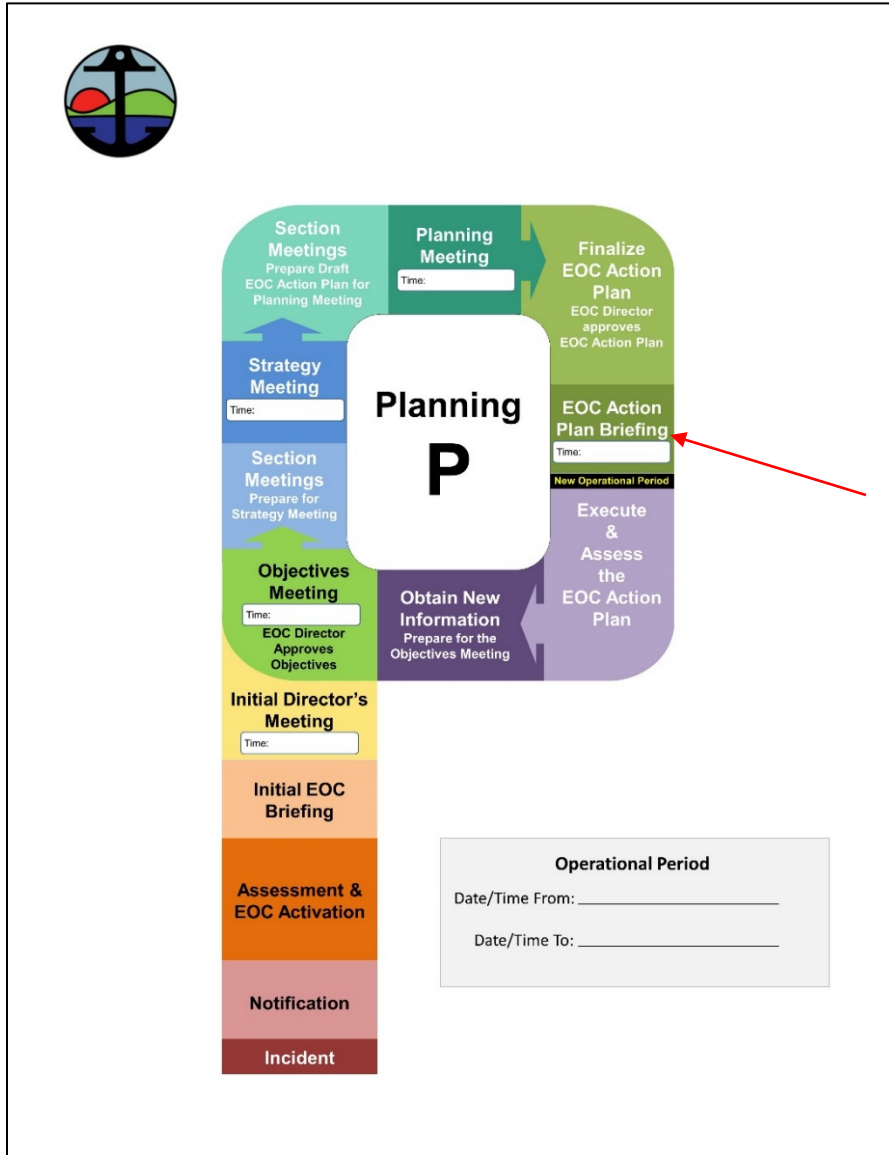 Section
Meetings
Prepare Draft
EOC Action Plan for
Planning Meeting
Planning
Meeting
Time:
Finalize
EOC Action
Plan
EOC Director
approves
EOC Action Plan
Strategy
Meeting
Time:
Planning
P
EOC Action
Plan Briefing
Time:
New Operational Period
Section
Meetings
Prepare for
Strategy Meeting
Execute
&
Assess
the
EOC Action
Plan
Objectives
Meeting
Time:
EOC Director
Approves
Objectives
Obtain New
Information
Prepare for the
Objectives Meeting
Initial Director's
Meeting
Time:
Initial EOC
Briefing
Assessment &
EOC Activation
Notification
Incident
Operational Period
Date/Time From:
Date/Time To: